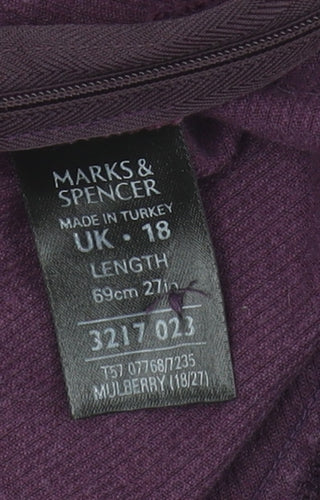 MARKS &
SPENCER
MADE IN TURKEY
UK • 18
LENGTH
69cm 27in
3217 023
T57 07768/7235
MULBERRY (18/27)